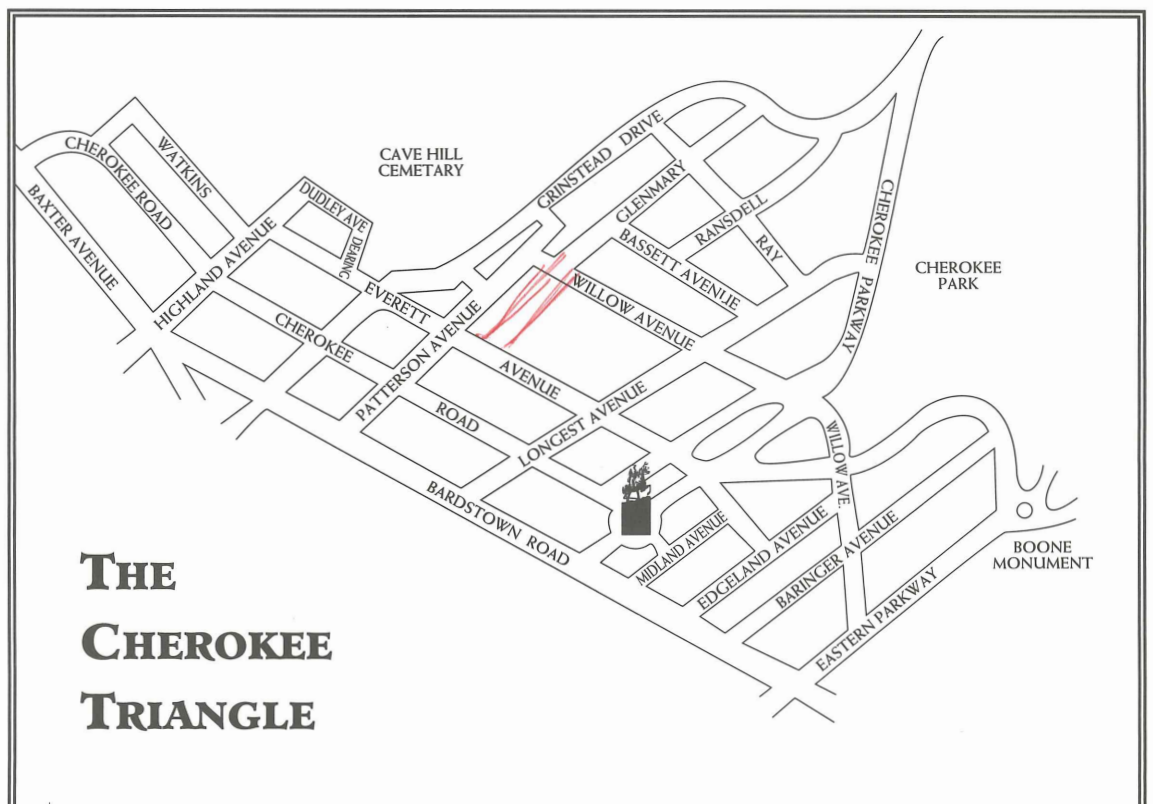 CAVE HILL
CEMETARY
CHEROKEE ROAD
WATKINS
BAXTER AVENUE
HIGHLAND AVENUE
DUDLEY AVE
DEARING
GRINSTEAD DRIVE
GLENMARY
RANSDELL
RAY
BASSETT AVENUE
WILLOW AVENUE
CHEROKEE PARKWAY
CHEROKEE
PARK
EVERETT
AVENUE
CHEROKEE
ROAD
PATTERSON AVENUE
LONGEST AVENUE
BARDSTOWN ROAD
WILLOW AVE.
MIDLAND AVENUE
EDGELAND AVENUE
BARINGER AVENUE
EASTERN PARKWAY
BOONE
MONUMENT
THE
CHEROKEE
TRIANGLE